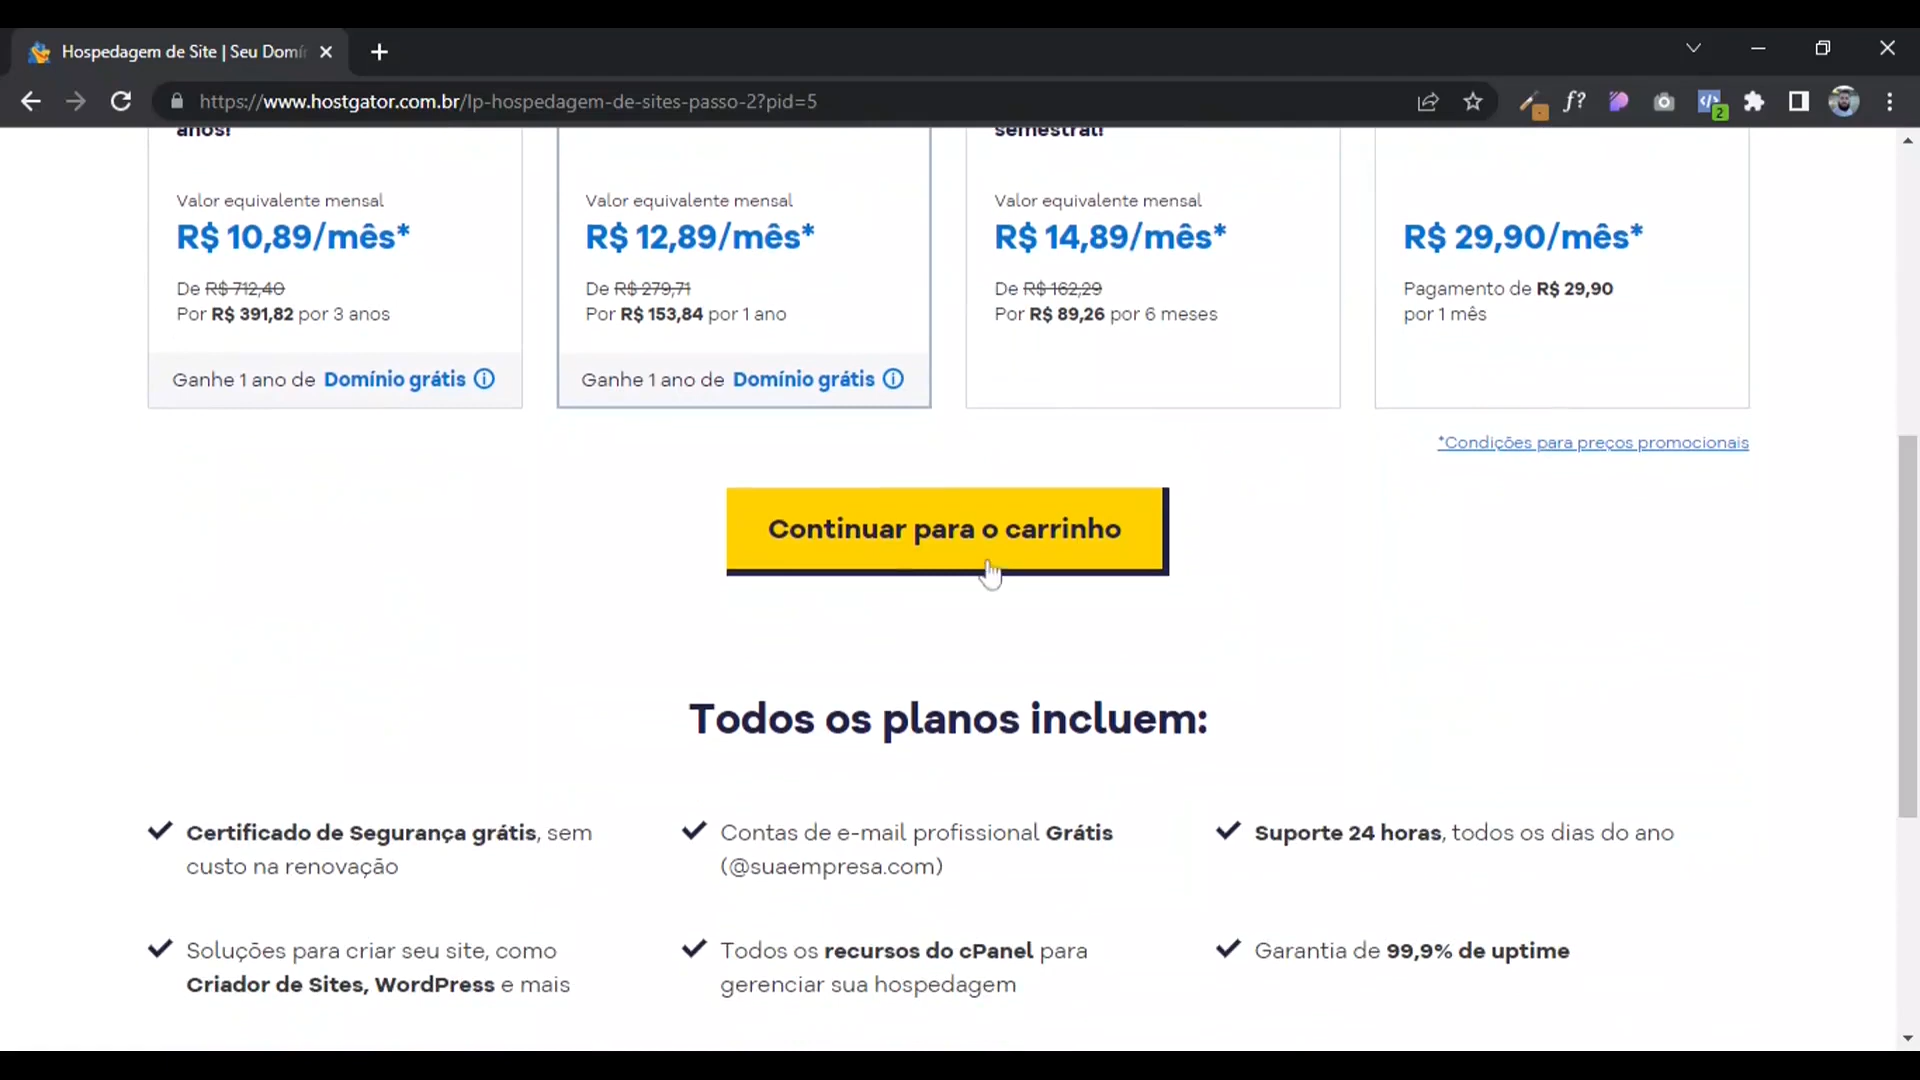 Hospedagem de Site | Seu Domí
https://www.hostgator.com.br/lp-hospedagem-de-sites-passo-2?pid=5
f?
2
anos!
semestral!
Valor equivalente mensal
R$ 10,89/mês*
De R$ 712,40
Por R$ 391,82 por 3 anos
Ganhe 1 ano de Domínio grátis
Valor equivalente mensal
R$ 12,89/mês*
De R$ 279,71
Por R$ 153,84 por 1 ano
Ganhe 1 ano de Domínio grátis
Valor equivalente mensal
R$ 14,89/mês*
De R$ 162,29
Por R$ 89,26 por 6 meses
R$ 29,90/mês*
Pagamento de R$ 29,90
por 1 mês
*Condições para preços promocionais
Continuar para o carrinho
Todos os planos incluem:
Certificado de Segurança grátis, sem
custo na renovação
Contas de e-mail profissional Grátis
(@suaempresa.com)
Suporte 24 horas, todos os dias do ano
Soluções para criar seu site, como
Criador de Sites, WordPress e mais
Todos os recursos do cPanel para
gerenciar sua hospedagem
Garantia de 99,9% de uptime